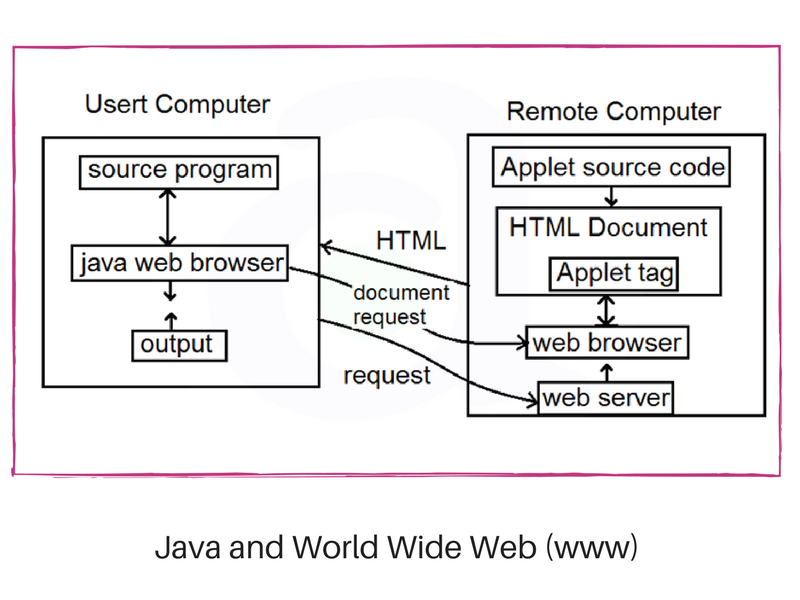 Usert Computer
source program
java web browser
output
HTML
document
request
request
Remote Computer
Applet source code
HTML Document
Applet tag
web browser
web server
Java and World Wide Web (www)